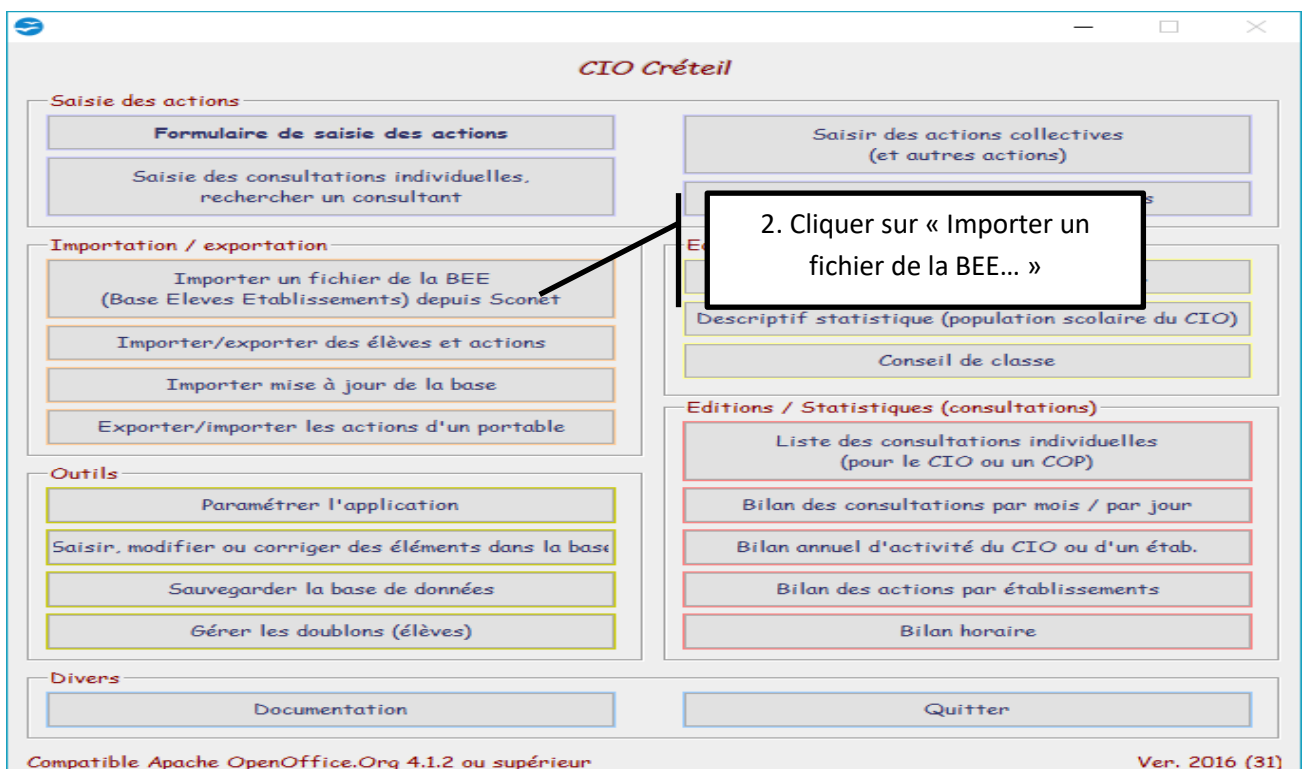 CIO Créteil
Saisie des actions
Formulaire de saisie des actions
Saisie des consultations individuelles,
rechercher un consultant
Saisir des actions collectives
(et autres actions)
2. Cliquer sur « Importer un
fichier de la BEE... »
Importation / exportation
Importer un fichier de la BEE
(Base Eleves Etablissements) depuis Sconet
Importer/exporter des élèves et actions
Importer mise à jour de la base
Exporter/importer les actions d'un portable
Descriptif statistique (population scolaire du CIO)
Conseil de classe
Outils
Paramétrer l'application
Saisir, modifier ou corriger des éléments dans la base
Sauvegarder la base de données
Gérer les doublons (élèves)
Editions / Statistiques (consultations)
Liste des consultations individuelles
(pour le CIO ou un COP)
Bilan des consultations par mois / par jour
Bilan annuel d'activité du CIO ou d'un étab.
Bilan des actions par établissements
Bilan horaire
Divers
Documentation
Quitter
Compatible Apache OpenOffice.Org 4.1.2 ou supérieur
Ver. 2016 (31)